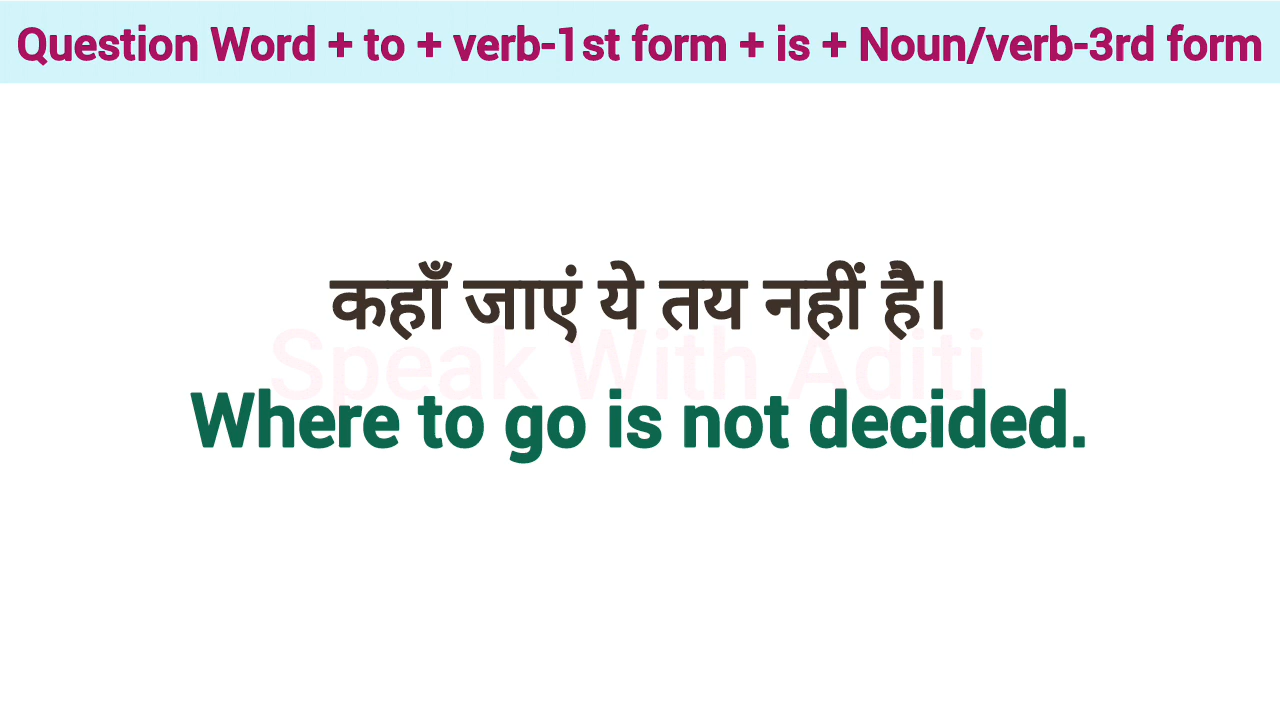 Question Word + to + verb-1st form + is + Noun/verb-3rd form
कहाँ जाएं ये तय नहीं है।
Speak With Aditi
Where to go is not decided.